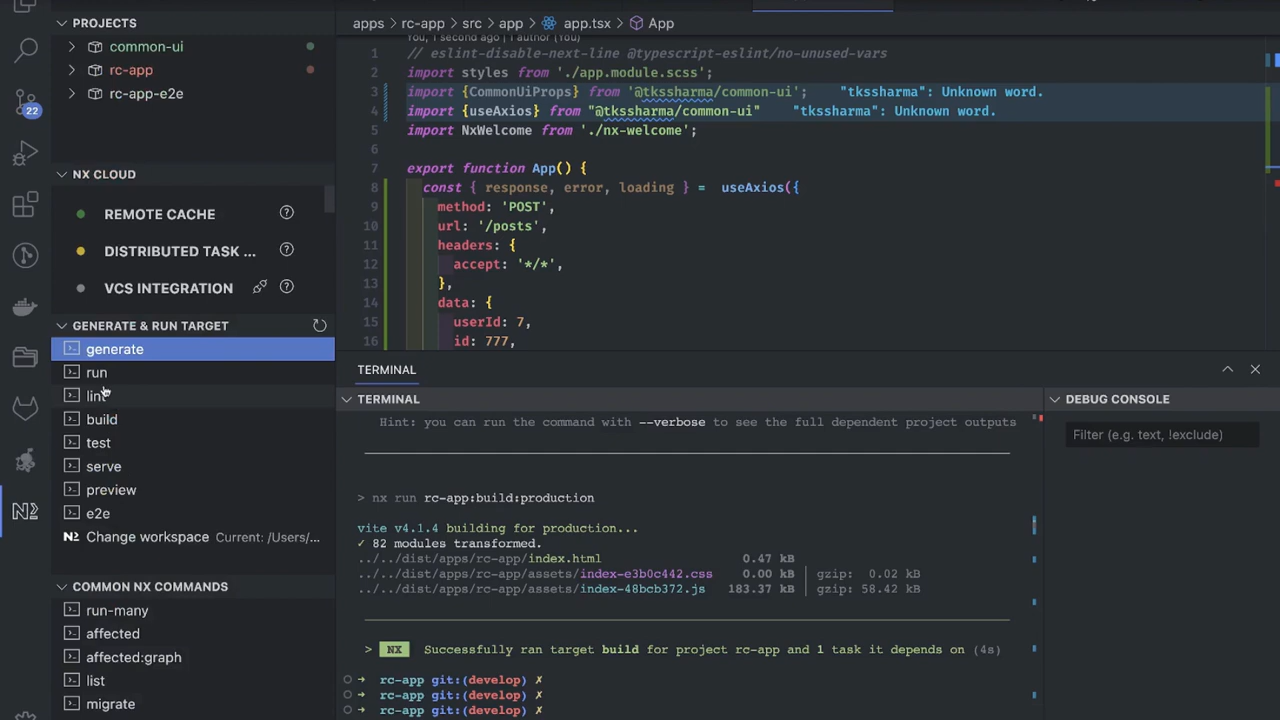 PROJECTS
common-ui
rc-app
rc-app-e2e
22
NX CLOUD
REMOTE CACHE
DISTRIBUTED TASK ...
VCS INTEGRATION
GENERATE & RUN TARGET
generate
run
lint
build
test
serve
preview
e2e
Change workspace Current: /Users/...
COMMON NX COMMANDS
run-many
affected
affected:graph
list
migrate
apps > rc-app > src > app > app.tsx > App
You, 1 second ago | 1 author (You)
1 // eslint-disable-next-line @typescript-eslint/no-unused-vars
2 import styles from './app.module.scss';
3 import {CommonUiProps} from '@tkssharma/common-ui'; "tkssharma": Unknown word.
4 import {useAxios} from "@tkssharma/common-ui" "tkssharma": Unknown word.
5 import NxWelcome from './nx-welcome';
6
7 export function App() {
8 const { response, error, loading } = useAxios({
9 method: 'POST',
10 url: '/posts',
11 headers: {
12 accept: '*/*',
13 },
14 data: {
15 userId: 7,
16 id: 777,
TERMINAL
TERMINAL
Hint: you can run the command with --verbose to see the full dependent project outputs
> nx run rc-app:build:production
vite v4.1.4 building for production...
✓ 82 modules transformed.
../../dist/apps/rc-app/index.html 0.47 kB
../../dist/apps/rc-app/assets/index-e3b0c442.css 0.00 kB | gzip: 0.02 kB
../../dist/apps/rc-app/assets/index-48bcb372.js 183.37 kB | gzip: 58.42 kB
> NX Successfully ran target build for project rc-app and 1 task it depends on (4s)
→ rc-app git:(develop) ✗
→ rc-app git:(develop) ✗
→ rc-app git:(develop) ✗
DEBUG CONSOLE
Filter (e.g. text, !exclude)